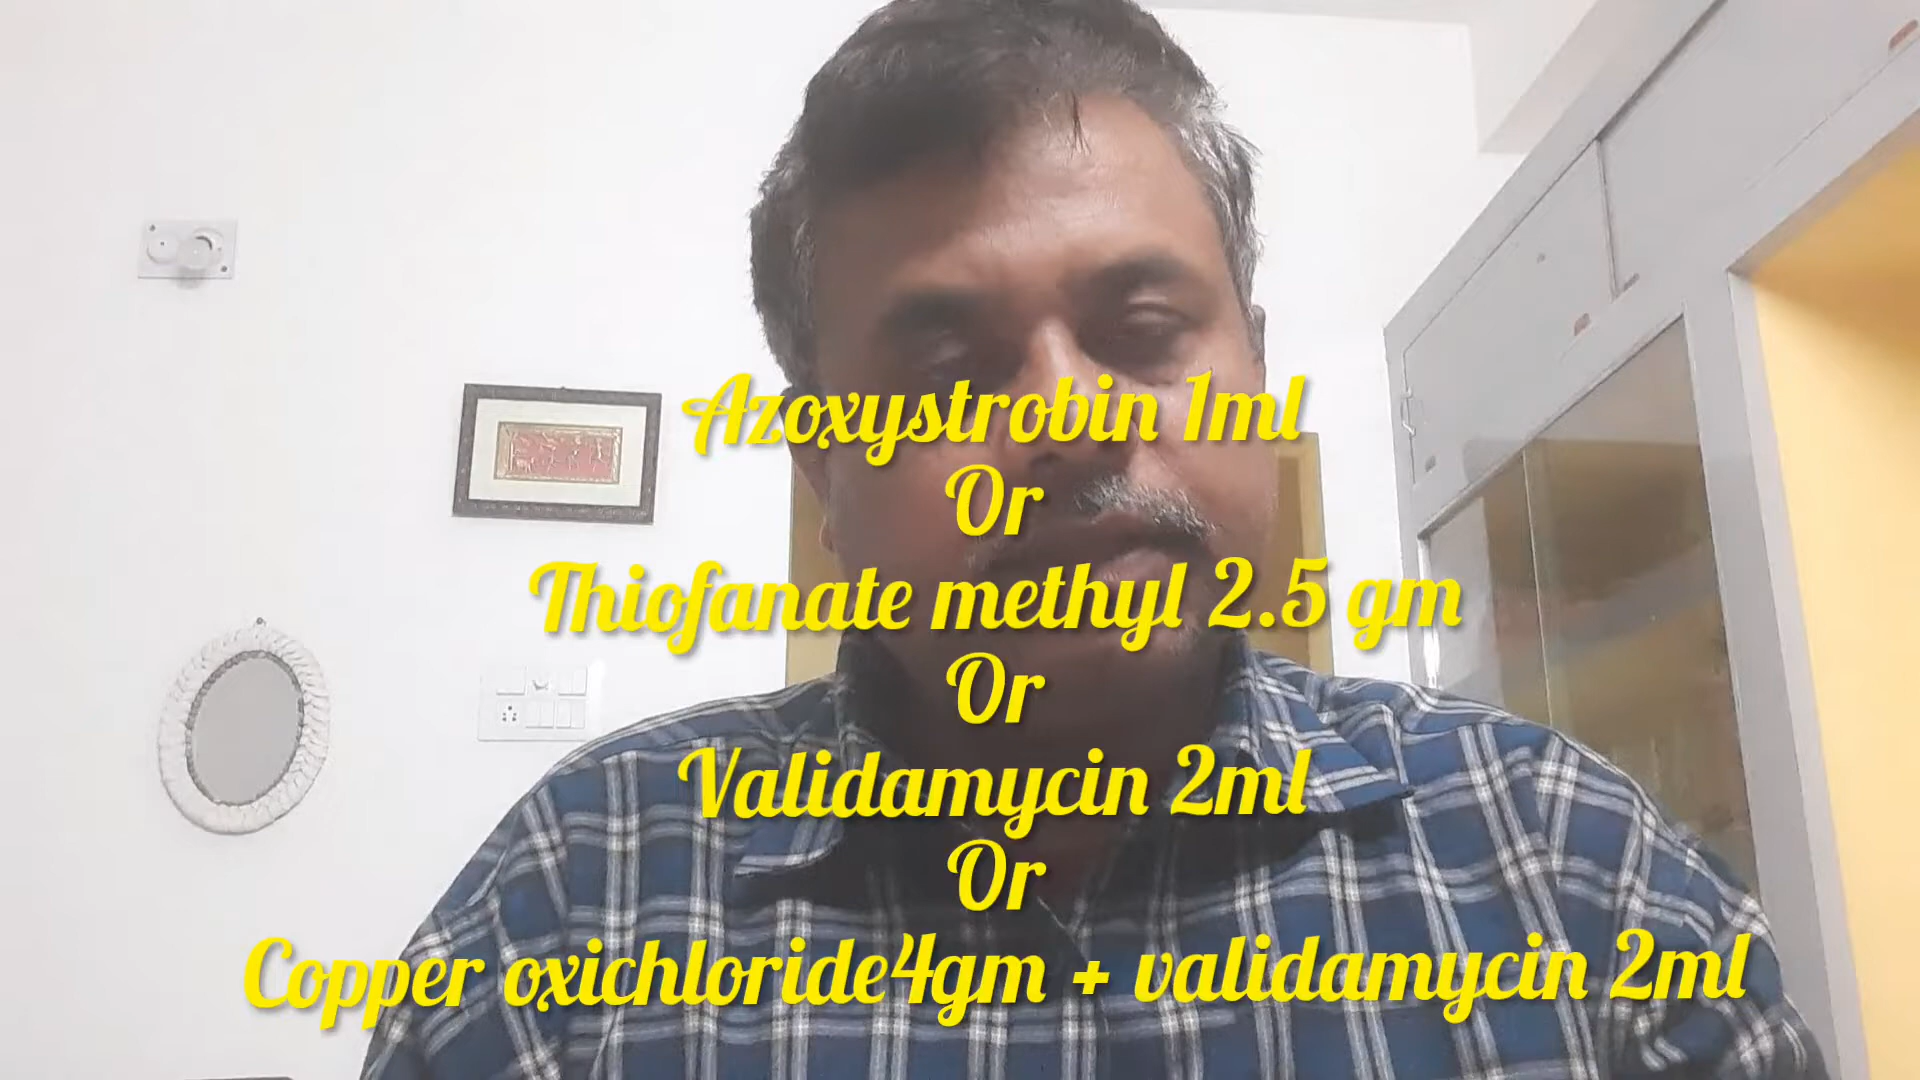 Azoxystrobin 1ml
Or
Thiofanate methyl 2.5 gm
Or
Validamycin 2ml
Or
Copper oxichloride4gm + validamycin 2ml